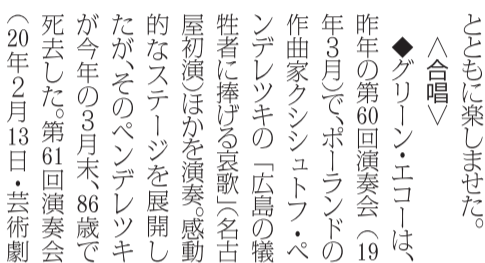 とともに楽しませた。
〈合唱〉
◆グリーン・エコーは、
昨年の第60回演奏会（19
年3月）で、ポーランドの
作曲家クシシュトフ・ペ
ンデレツキの「広島の犠
牲者に捧げる哀歌」（名古
屋初演）ほかを演奏。感動
的なステージを展開し
たが、そのペンデレツキ
が今年の3月末、86歳で
死去した。第61回演奏会
（20年2月13日・芸術劇